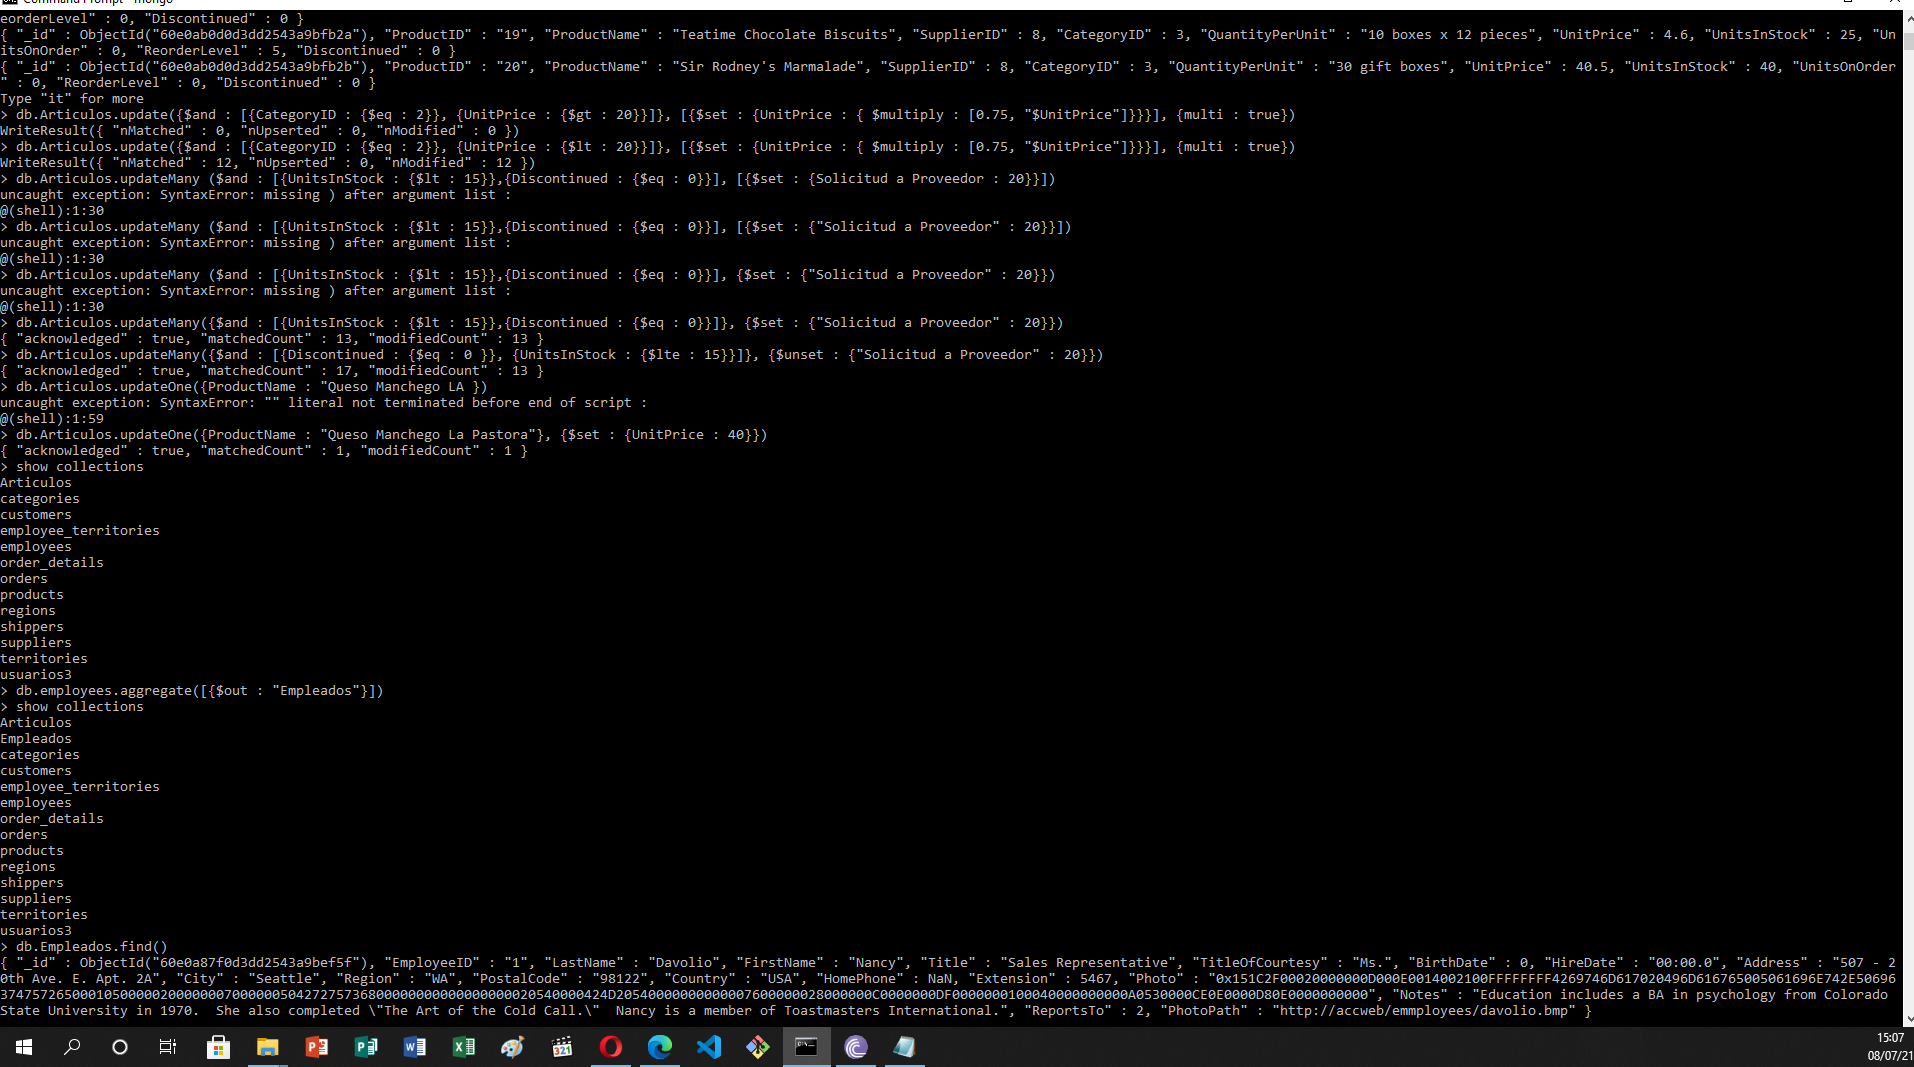 Command Prompt - mongo
eorderLevel" : 0, "Discontinued" : 0 }
{ "_id" : ObjectId("60e0ab0d0d3dd2543a9bfb2a"), "ProductID" : "19", "ProductName" : "Teatime Chocolate Biscuits", "SupplierID" : 8, "CategoryID" : 3, "QuantityPerUnit" : "10 boxes x 12 pieces", "UnitPrice" : 4.6, "UnitsInStock" : 25, "Un
itsOnOrder" : 0, "ReorderLevel" : 5, "Discontinued" : 0 }
{ "_id" : ObjectId("60e0ab0d0d3dd2543a9bfb2b"), "ProductID" : "20", "ProductName" : "Sir Rodney's Marmalade", "SupplierID" : 8, "CategoryID" : 3, "QuantityPerUnit" : "30 gift boxes", "UnitPrice" : 40.5, "UnitsInStock" : 40, "UnitsOnOrder
" : 0, "ReorderLevel" : 0, "Discontinued" : 0 }
Type "it" for more
> db.Articulos.update({$and : [{CategoryID : {$eq : 2}}, {UnitPrice : {$gt : 20}}]}, [{$set : {UnitPrice : { $multiply : [0.75, "$UnitPrice"]}}}], {multi : true})
WriteResult({ "nMatched" : 0, "nUpserted" : 0, "nModified" : 0 })
> db.Articulos.update({$and : [{CategoryID : {$eq : 2}}, {UnitPrice : {$lt : 20}}]}, [{$set : {UnitPrice : { $multiply : [0.75, "$UnitPrice"]}}}], {multi : true})
WriteResult({ "nMatched" : 12, "nUpserted" : 0, "nModified" : 12 })
> db.Articulos.updateMany ($and : [{UnitsInStock : {$lt : 15}},{Discontinued : {$eq : 0}}], [{$set : {Solicitud a Proveedor : 20}}])
uncaught exception: SyntaxError: missing ) after argument list :
@(shell):1:30
> db.Articulos.updateMany ($and : [{UnitsInStock : {$lt : 15}},{Discontinued : {$eq : 0}}], [{$set : {"Solicitud a Proveedor" : 20}}])
uncaught exception: SyntaxError: missing ) after argument list :
@(shell):1:30
> db.Articulos.updateMany ($and : [{UnitsInStock : {$lt : 15}},{Discontinued : {$eq : 0}}], {$set : {"Solicitud a Proveedor" : 20}})
uncaught exception: SyntaxError: missing ) after argument list :
@(shell):1:30
> db.Articulos.updateMany({$and : [{UnitsInStock : {$lt : 15}},{Discontinued : {$eq : 0}}]}, {$set : {"Solicitud a Proveedor" : 20}})
{ "acknowledged" : true, "matchedCount" : 13, "modifiedCount" : 13 }
> db.Articulos.updateMany({$and : [{Discontinued : {$eq : 0 }}, {UnitsInStock : {$lte : 15}}]}, {$unset : {"Solicitud a Proveedor" : 20}})
{ "acknowledged" : true, "matchedCount" : 17, "modifiedCount" : 13 }
> db.Articulos.updateOne({ProductName : "Queso Manchego LA })
uncaught exception: SyntaxError: "" literal not terminated before end of script :
@(shell):1:59
> db.Articulos.updateOne({ProductName : "Queso Manchego La Pastora"}, {$set : {UnitPrice : 40}})
{ "acknowledged" : true, "matchedCount" : 1, "modifiedCount" : 1 }
> show collections
Articulos
categories
customers
employee_territories
employees
order_details
orders
products
regions
shippers
suppliers
territories
usuarios3
> db.employees.aggregate([{$out : "Empleados"}])
> show collections
Articulos
Empleados
categories
customers
employee_territories
employees
order_details
orders
products
regions
shippers
suppliers
territories
usuarios3
> db.Empleados.find()
{ "_id" : ObjectId("60e0a87f0d3dd2543a9bef5f"), "EmployeeID" : "1", "LastName" : "Davolio", "FirstName" : "Nancy", "Title" : "Sales Representative", "TitleOfCourtesy" : "Ms.", "BirthDate" : 0, "HireDate" : "00:00.0", "Address" : "507 - 2
0th Ave. E. Apt. 2A", "City" : "Seattle", "Region" : "WA", "PostalCode" : "98122", "Country" : "USA", "HomePhone" : NaN, "Extension" : 5467, "Photo" : "0x151C2F00020000000D000E0014002100FFFFFFFF4269746D617020496D616765005061696E742E50696
3747572650001050000020000000700000050427275736800000000000000000020540000424D20540000000000007600000028000000C0000000DF0000000100040000000000A0530000CE0E0000D80E0000000000", "Notes" : "Education includes a BA in psychology from Colorado
State University in 1970.  She also completed \"The Art of the Cold Call.\"  Nancy is a member of Toastmasters International.", "ReportsTo" : 2, "PhotoPath" : "http://accweb/emmployees/davolio.bmp" }
15:07
08/07/21